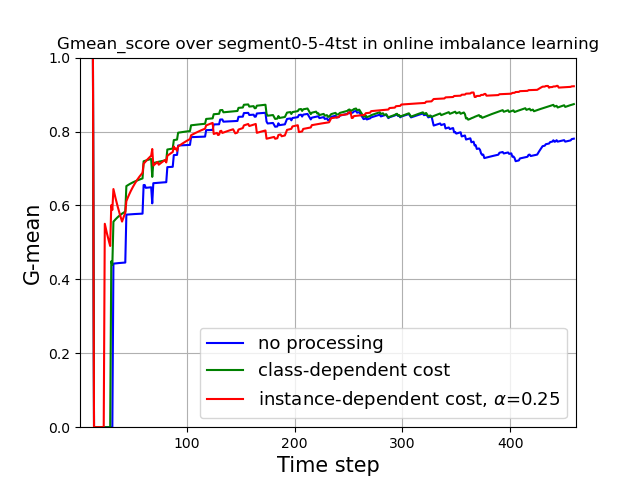 Gmean_score over segment0-5-4tst in online imbalance learning
1.0
0.8
0.6
0.4
0.2
0.0
G-mean
no processing
class-dependent cost
instance-dependent cost, α=0.25
100 200 300 400
Time step